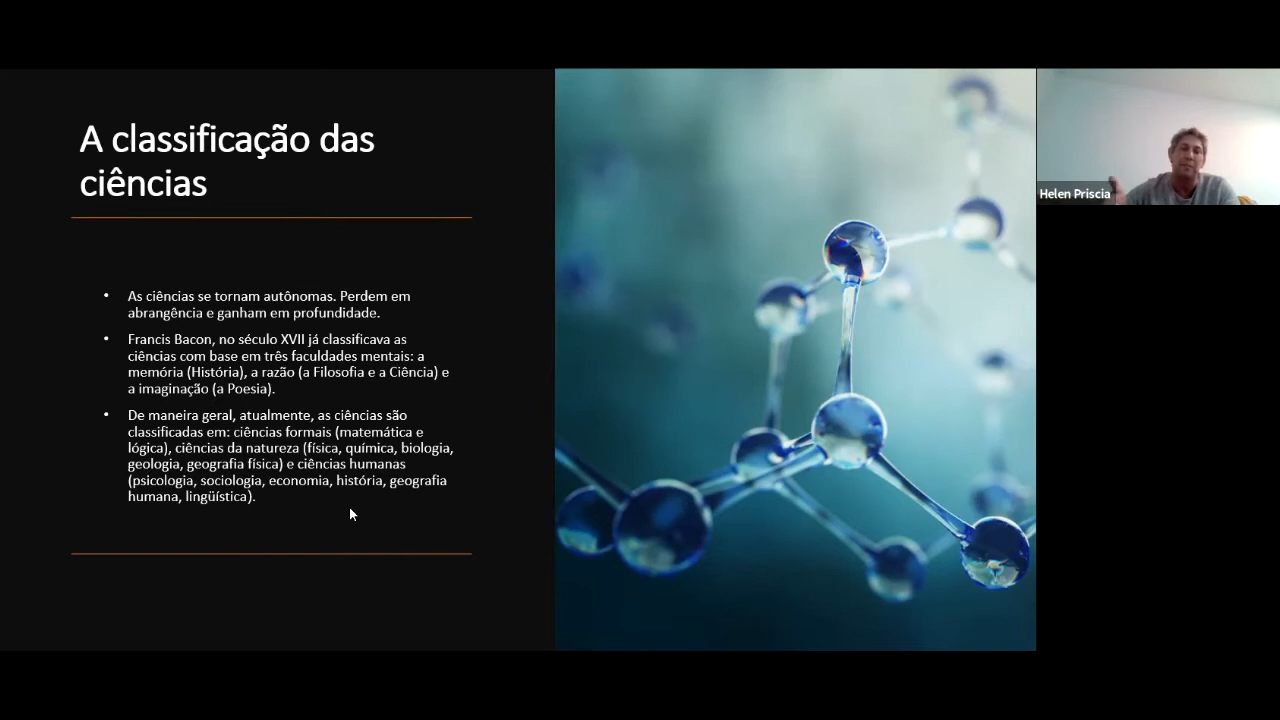 A classificação das
ciências
• As ciências se tornam autônomas. Perdem em
abrangência e ganham em profundidade.
• Francis Bacon, no século XVII já classificava as
ciências com base em três faculdades mentais: a
memória (História), a razão (a Filosofia e a Ciência) e
a imaginação (a Poesia).
• De maneira geral, atualmente, as ciências são
classificadas em: ciências formais (matemática e
lógica), ciências da natureza (física, química, biologia,
geologia, geografia física) e ciências humanas
(psicologia, sociologia, economia, história, geografia
humana, lingüística).
Helen Priscia